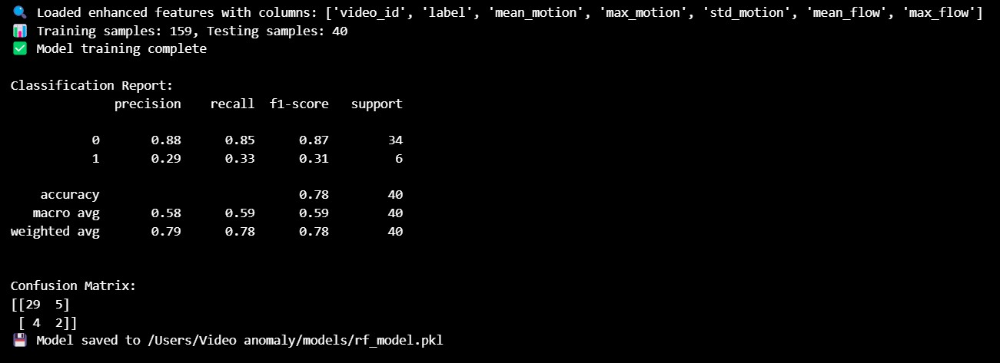 🔍 Loaded enhanced features with columns: ['video_id', 'label', 'mean_motion', 'max_motion', 'std_motion', 'mean_flow', 'max_flow']
📊 Training samples: 159, Testing samples: 40
✅ Model training complete
Classification Report:
precision recall f1-score support
0 0.88 0.85 0.87 34
1 0.29 0.33 0.31 6
accuracy 0.78 40
macro avg 0.58 0.59 0.59 40
weighted avg 0.79 0.78 0.78 40
Confusion Matrix:
[[29 5]
[ 4 2]]
💾 Model saved to /Users/Video anomaly/models/rf_model.pkl